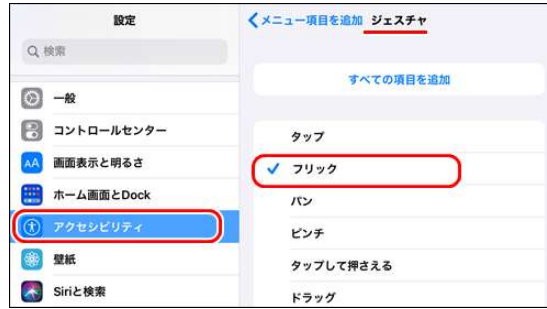 設定
検索
一般
コントロールセンター
画面表示と明るさ
ホーム画面とDock
アクセシビリティ
壁紙
Siriと検索
メニュー項目を追加 ジェスチャ
すべての項目を追加
タップ
フリック
パン
ピンチ
タップして押さえる
ドラッグ